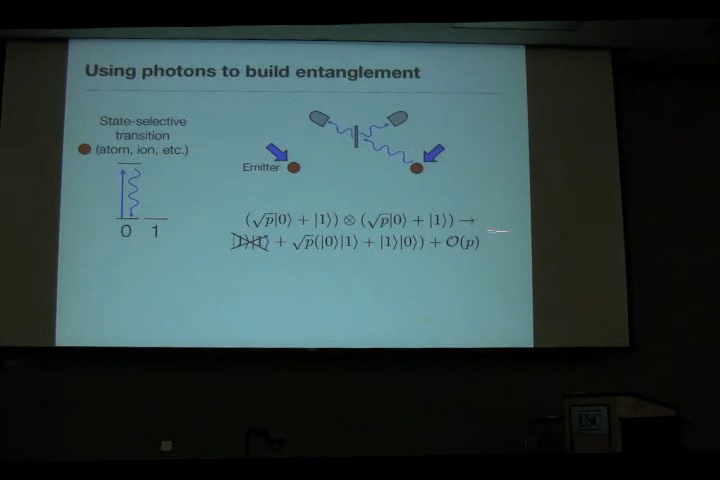 Using photons to build entanglement
State-selective
transition
(atom, ion, etc.)
0 1
Emitter
(√p|0⟩ + |1⟩) ⊗ (√p|0⟩ + |1⟩) →
|1⟩|1⟩ + √p(|0⟩|1⟩ + |1⟩|0⟩) + O(p)
USC